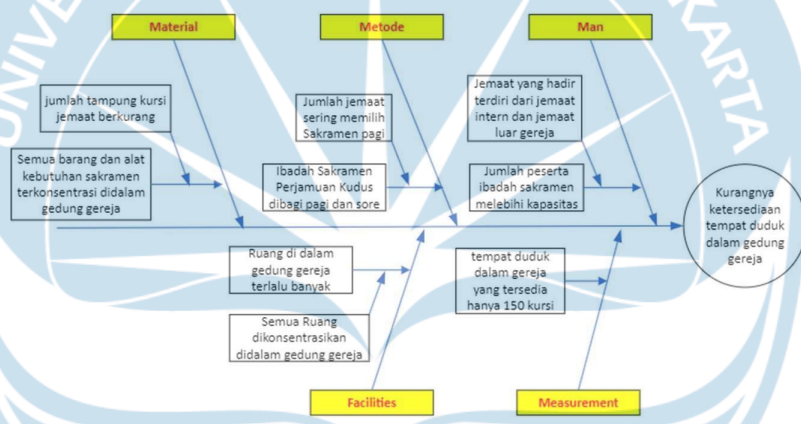 Material
Metode
Man
jumlah tampung kursi
jemaat berkurang
Semua barang dan alat
kebutuhan sakramen
terkonsentrasi didalam
gedung gereja
Jumlah jemaat
sering memilih
Sakramen pagi
Ibadah Sakramen
Perjamuan Kudus
dibagi pagi dan sore
Jemaat yang hadir
terdiri dari jemaat
intern dan jemaat
luar gereja
Jumlah peserta
ibadah sakramen
melebihi kapasitas
Kurangnya
ketersediaan
tempat duduk
dalam gedung
gereja
Ruang di dalam
gedung gereja
terlalu banyak
Semua Ruang
dikonsentrasikan
didalam gedung gereja
tempat duduk
dalam gereja
yang tersedia
hanya 150 kursi
Facilities
Measurement